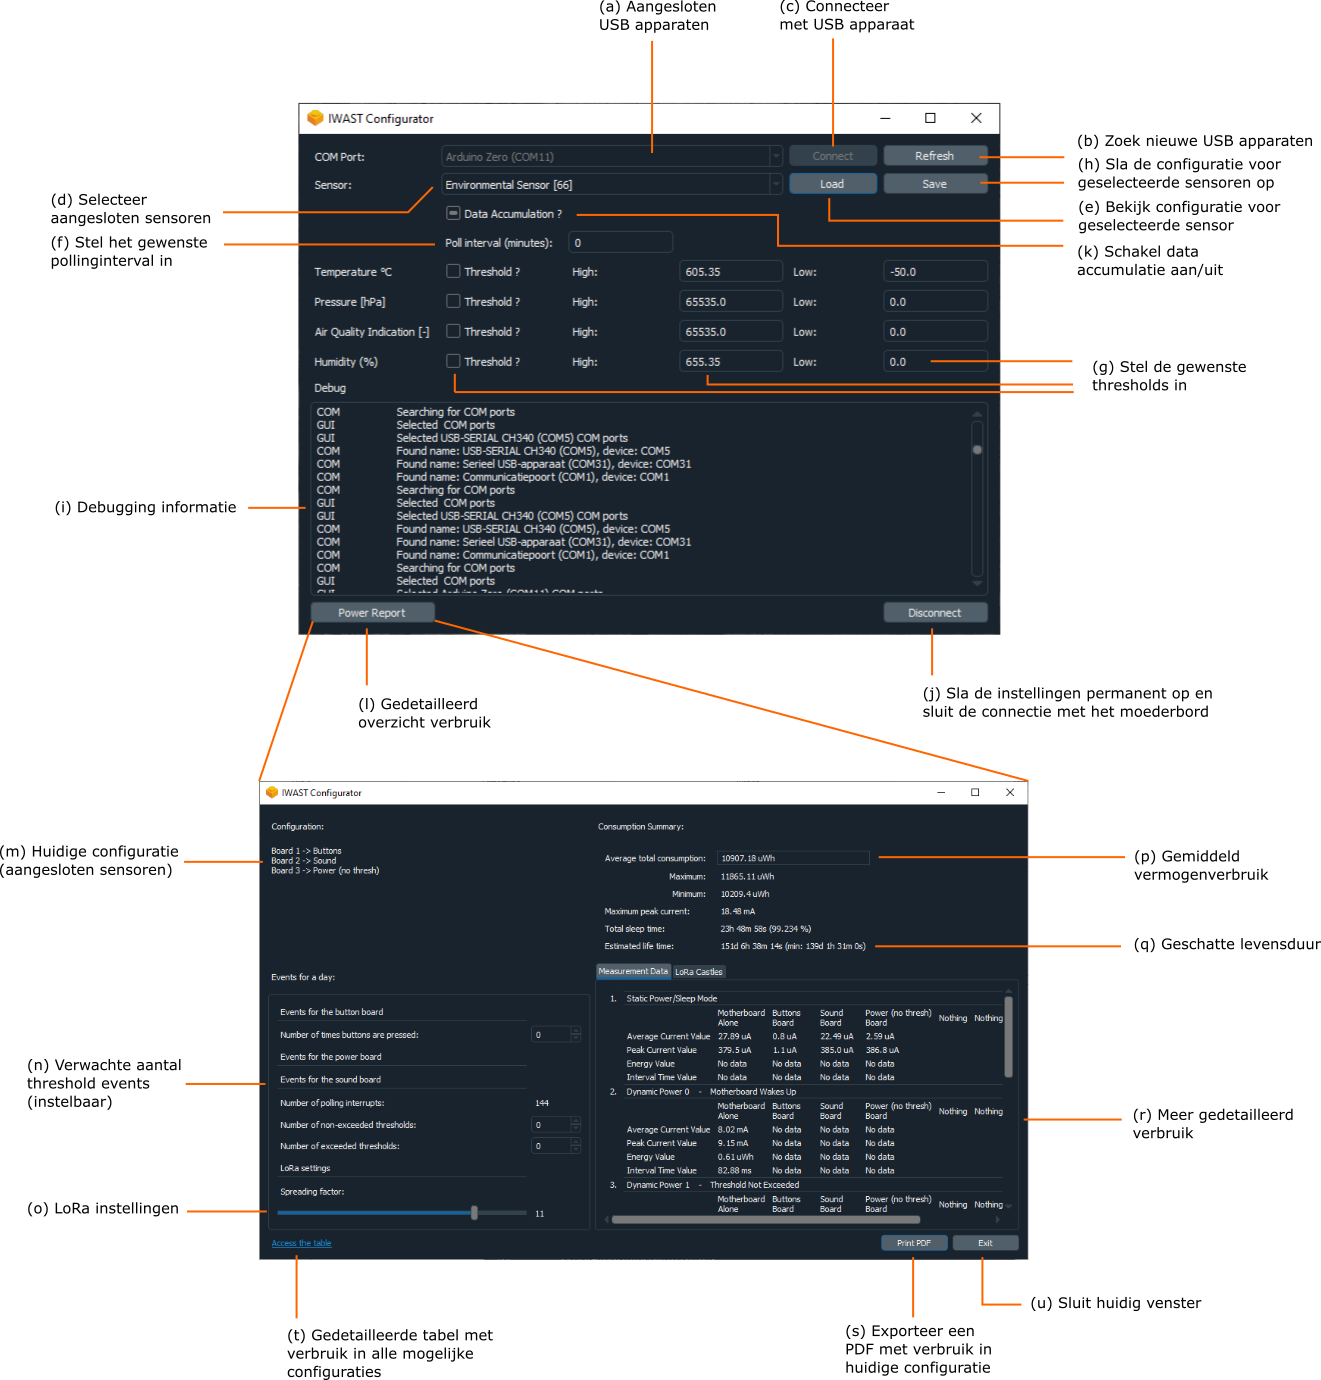 (a) Aangesloten
USB apparaten
(c) Connecteer
met USB apparaat
IWAST Configurator
COM Port:
Arduino Zero (COM11)
Connect
Refresh
Sensor:
Environmental Sensor [66]
Load
Save
Data Accumulation ?
Poll interval (minutes):
0
Temperature °C
Threshold ?
High:
605.35
Low:
-50.0
Pressure [hPa]
Threshold ?
High:
65535.0
Low:
0.0
Air Quality Indication [-]
Threshold ?
High:
65535.0
Low:
0.0
Humidity (%)
Threshold ?
High:
655.35
Low:
0.0
Debug
COM Searching for COM ports
GUI Selected COM ports
GUI Selected USB-SERIAL CH340 (COM5) COM ports
COM Found name: USB-SERIAL CH340 (COM5), device: COM5
COM Found name: Serieel USB-apparaat (COM31), device: COM31
COM Found name: Communicatiepoort (COM1), device: COM1
COM Searching for COM ports
GUI Selected COM ports
GUI Selected USB-SERIAL CH340 (COM5) COM ports
COM Found name: USB-SERIAL CH340 (COM5), device: COM5
COM Found name: Serieel USB-apparaat (COM31), device: COM31
COM Found name: Communicatiepoort (COM1), device: COM1
COM Searching for COM ports
GUI Selected COM ports
GUI Selected Arduino Zero (COM11) COM ports
Power Report
Disconnect
(b) Zoek nieuwe USB apparaten
(h) Sla de configuratie voor
geselecteerde sensoren op
(e) Bekijk configuratie voor
geselecteerde sensor
(k) Schakel data
accumulatie aan/uit
(d) Selecteer
aangesloten sensoren
(f) Stel het gewenste
pollinginterval in
(g) Stel de gewenste
thresholds in
(i) Debugging informatie
(l) Gedetailleerd
overzicht verbruik
(j) Sla de instellingen permanent op en
sluit de connectie met het moederbord
IWAST Configurator
Configuration:
Board 1 -> Buttons
Board 2 -> Sound
Board 3 -> Power (no thresh)
Consumption Summary:
Average total consumption: 10907.18 uWh
Maximum: 11865.11 uWh
Minimum: 10209.4 uWh
Maximum peak current: 18.48 mA
Total sleep time: 23h 48m 58s (99.234 %)
Estimated life time: 151d 6h 38m 14s (min: 139d 1h 31m 0s)
Events for a day:
Events for the button board
Number of times buttons are pressed: 0
Events for the power board
Events for the sound board
Number of polling interrupts: 144
Number of non-exceeded thresholds: 0
Number of exceeded thresholds: 0
LoRa settings
Spreading factor:
11
Access the table
Measurement Data
LoRa Castles
1. Static Power/Sleep Mode
Motherboard Alone Buttons Board Sound Board Power (no thresh) Board Nothing Nothing
Average Current Value 27.89 uA 0.8 uA 22.49 uA 2.59 uA
Peak Current Value 379.5 uA 1.1 uA 385.0 uA 386.8 uA
Energy Value No data No data No data No data
Interval Time Value No data No data No data No data
2. Dynamic Power 0 - Motherboard Wakes Up
Motherboard Alone Buttons Board Sound Board Power (no thresh) Board Nothing Nothing
Average Current Value 8.02 mA No data No data No data
Peak Current Value 9.15 mA No data No data No data
Energy Value 0.61 uWh No data No data No data
Interval Time Value 82.88 ms No data No data No data
3. Dynamic Power 1 - Threshold Not Exceeded
Motherboard Alone Buttons Board Sound Board Power (no thresh) Board Nothing Nothing
Print PDF
Exit
(m) Huidige configuratie
(aangesloten sensoren)
(p) Gemiddeld
vermogenverbruik
(q) Geschatte levensduur
(n) Verwachte aantal
threshold events
(instelbaar)
(r) Meer gedetailleerd
verbruik
(o) LoRa instellingen
(u) Sluit huidig venster
(t) Gedetailleerde tabel met
verbruik in alle mogelijke
configuraties
(s) Exporteer een
PDF met verbruik in
huidige configuratie